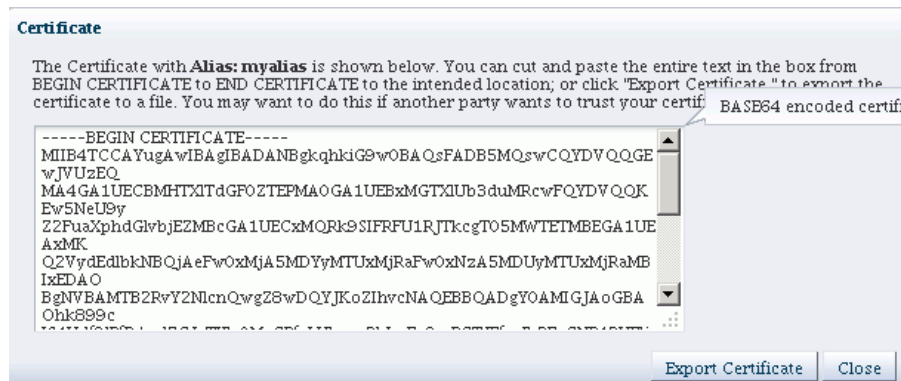 Certificate
The Certificate with Alias: myalias is shown below. You can cut and paste the entire text in the box from
BEGIN CERTIFICATE to END CERTIFICATE to the intended location; or click "Export Certificate " to export the
certificate to a file. You may want to do this if another party wants to trust your certif
BASE64 encoded certif
-----BEGIN CERTIFICATE-----
MIIB4TCCAYugAwIBAgIBADANBgkqhkiG9w0BAQsFADB5MQswCQYDVQQGE
wJVUzEQ
MA4GA1UECBMHTXlTdGF0ZTEPMA0GA1UEBxMGTXlUb3duMRcwFQYDVQQK
Ew5NeU9y
Z2FuaXphdGlvbjEZMBcGA1UECxMQRk9SIFRFU1RJTkcgT05MWTETMBEGA1UE
AxMK
Q2VydEdlbkNBQjAeFw0xMjA5MDYyMTUxMjRaFw0xNzA5MDUyMTUxMjRaMB
IxEDAO
BgNVBAMTB2RvY2NlcnQwgZ8wDQYJKoZIhvcNAQEBBQADgY0AMIGJAoGBA
Ohk899c
Export Certificate
Close